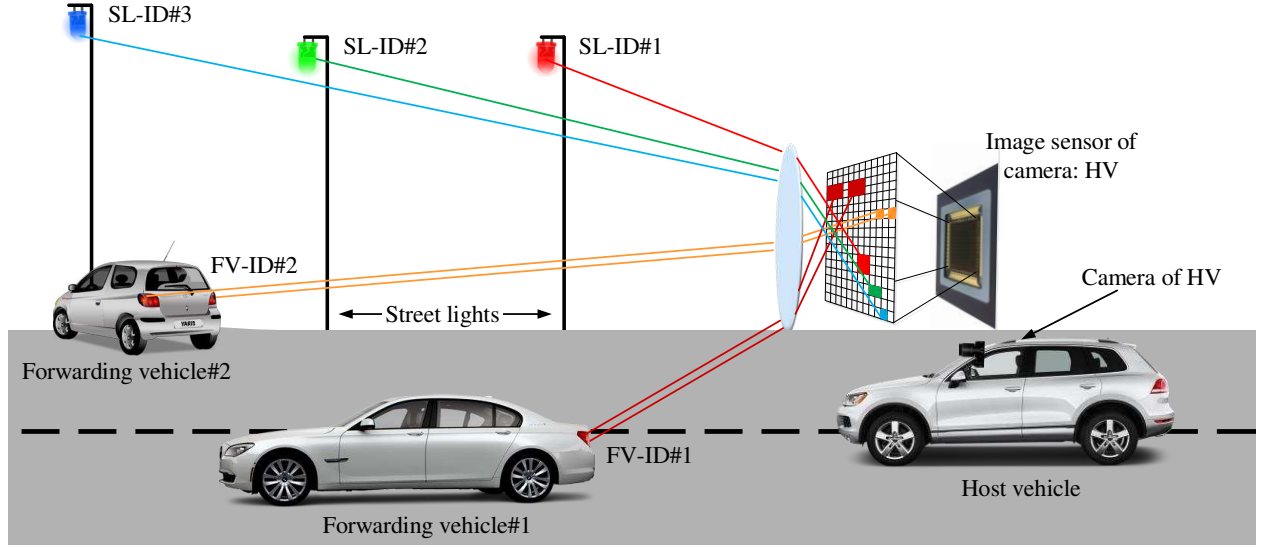 SL-ID#3
SL-ID#2
SL-ID#1
Image sensor of
camera: HV
FV-ID#2
Camera of HV
Street lights
YARIS
Forwarding vehicle#2
FV-ID#1
Host vehicle
Forwarding vehicle#1